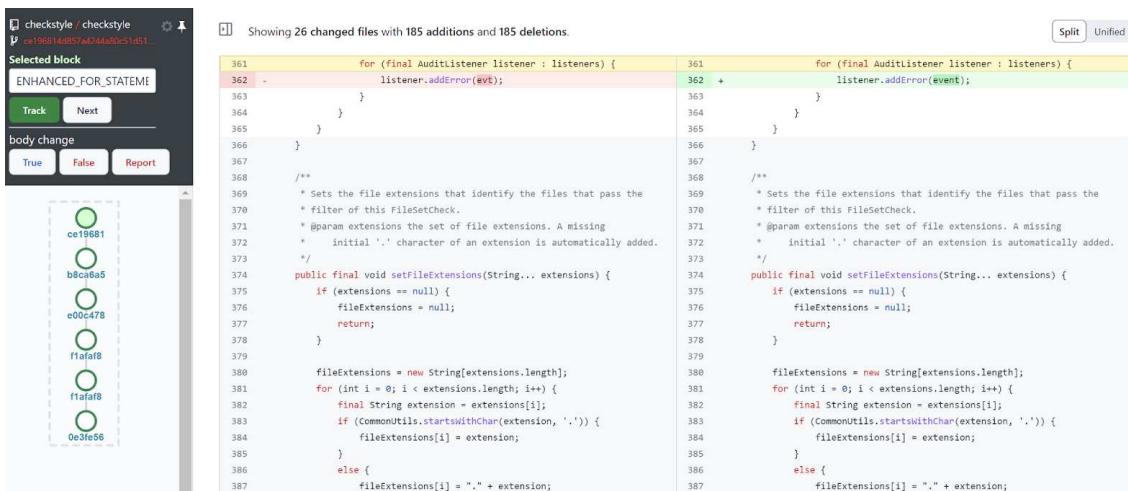 checkstyle / checkstyle
ce196814d857a4244a80c51d51...
Selected block
ENHANCED_FOR_STATEME
Track Next
body change
True False Report
ce19681
b8ca6a5
e00c478
f1afaf8
f1afaf8
0e3fe56
Showing 26 changed files with 185 additions and 185 deletions.
Split Unified
361 for (final AuditListener listener : listeners) {
362 - listener.addError(evt);
363 }
364 }
365 }
366 }
367
368 /**
369 * Sets the file extensions that identify the files that pass the
370 * filter of this FileSetCheck.
371 * @param extensions the set of file extensions. A missing
372 * initial '.' character of an extension is automatically added.
373 */
374 public final void setFileExtensions(String... extensions) {
375 if (extensions == null) {
376 fileExtensions = null;
377 return;
378 }
379
380 fileExtensions = new String[extensions.length];
381 for (int i = 0; i < extensions.length; i++) {
382 final String extension = extensions[i];
383 if (CommonUtils.startsWithChar(extension, '.')) {
384 fileExtensions[i] = extension;
385 }
386 else {
387 fileExtensions[i] = "." + extension;
361 for (final AuditListener listener : listeners) {
362 + listener.addError(event);
363 }
364 }
365 }
366 }
367
368 /**
369 * Sets the file extensions that identify the files that pass the
370 * filter of this FileSetCheck.
371 * @param extensions the set of file extensions. A missing
372 * initial '.' character of an extension is automatically added.
373 */
374 public final void setFileExtensions(String... extensions) {
375 if (extensions == null) {
376 fileExtensions = null;
377 return;
378 }
379
380 fileExtensions = new String[extensions.length];
381 for (int i = 0; i < extensions.length; i++) {
382 final String extension = extensions[i];
383 if (CommonUtils.startsWithChar(extension, '.')) {
384 fileExtensions[i] = extension;
385 }
386 else {
387 fileExtensions[i] = "." + extension;